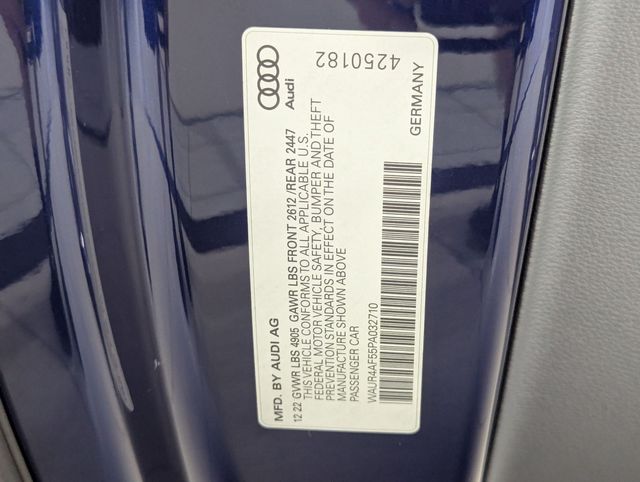 MFD. BY AUDI AG
12 22 GVWR LBS 4905 GAWR LBS FRONT 2612 /REAR 2447
THIS VEHICLE CONFORMS TO ALL APPLICABLE U.S.
FEDERAL MOTOR VEHICLE SAFETY, BUMPER AND THEFT
PREVENTION STANDARDS IN EFFECT ON THE DATE OF
MANUFACTURE SHOWN ABOVE
PASSENGER CAR
WAUR4AF55PA032710
Audi
GERMANY
4250182